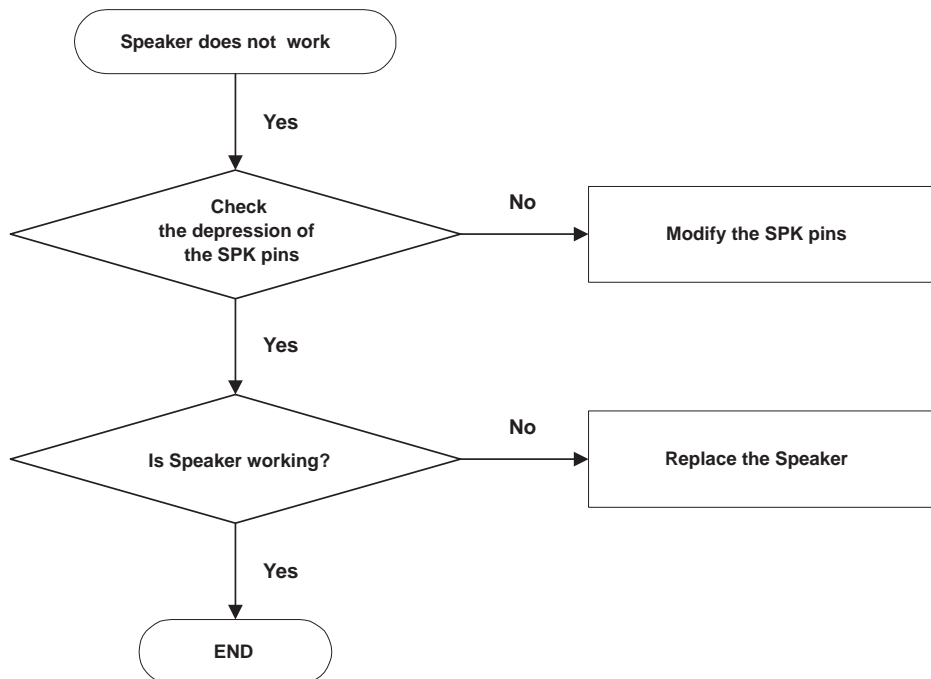 Speaker does not work
Yes
Check
the depression of
the SPK pins
No
Modify the SPK pins
Yes
Is Speaker working?
No
Replace the Speaker
Yes
END